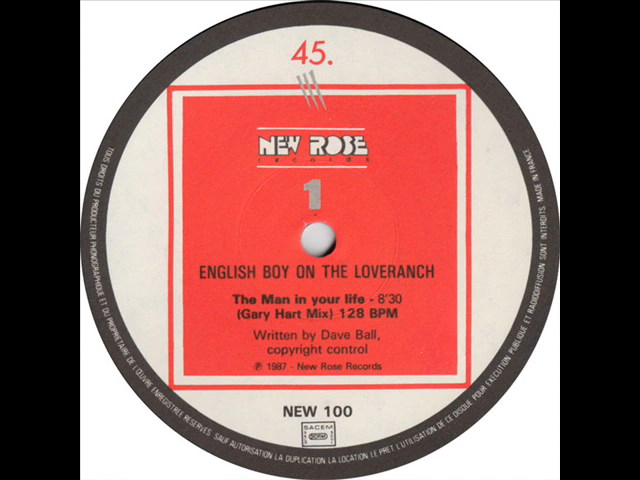 45.
NEW ROSE
RECORDS
1
ENGLISH BOY ON THE LOVERANCH
The Man in your life - 8'30
(Gary Hart Mix) 128 BPM
Written by Dave Ball,
copyright control
℗ 1987 - New Rose Records
NEW 100
SACEM
TOUS DROITS DU PRODUCTEUR PHONOGRAPHIQUE ET DU PROPRIETAIRE DE L'ŒUVRE ENREGISTREE RESERVES. SAUF AUTORISATION LA DUPLICATION LA LOCATION LE PRET L'UTILISATION DE CE DISQUE POUR EXECUTION PUBLIQUE ET RADIODIFFUSION SONT INTERDITS. MADE IN FRANCE.